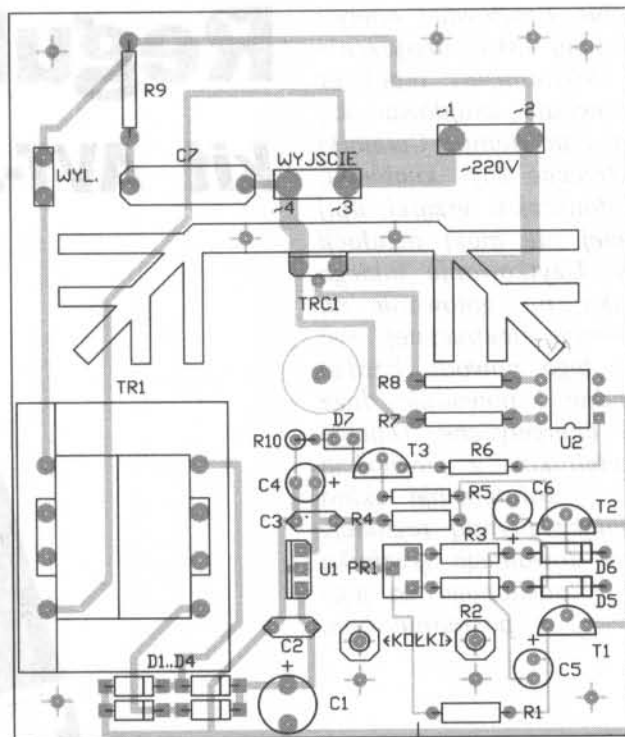 R9
~1
~2
~220V
WYL.
C7
WYJSCIE
~4
~3
TRC1
TR1
R8
R7
U2
D7
R10
T3
R6
C4
+
R5
C6
T2
C3
R4
R3
+
U1
PR1
D6
D5
R2
C2
«KOŁKI»
T1
D1..D4
+
C1
+
C5
R1